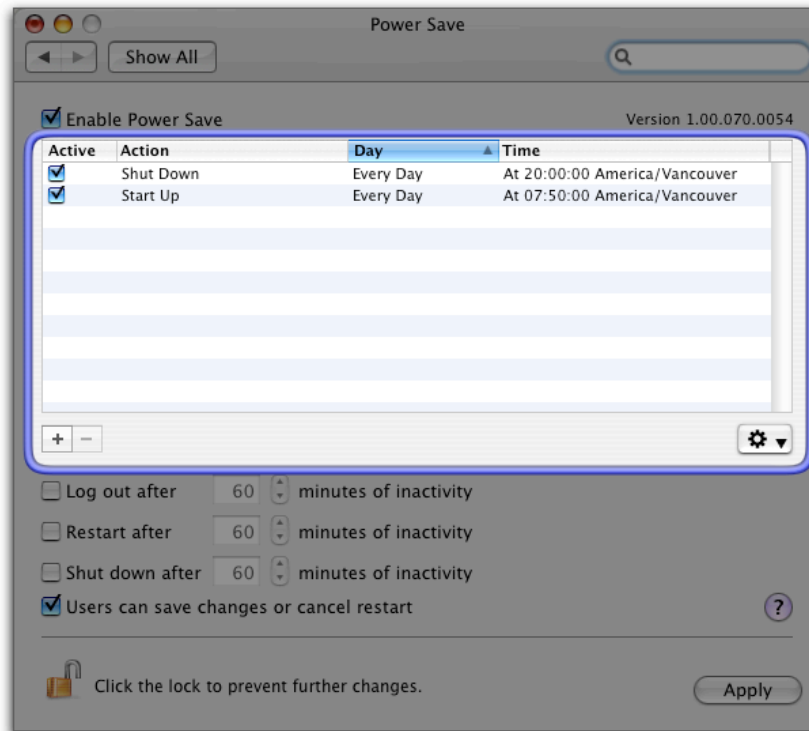 Power Save
Show All
Enable Power Save Version 1.00.070.0054
Active Action Day Time
Shut Down Every Day At 20:00:00 America/Vancouver
Start Up Every Day At 07:50:00 America/Vancouver
Log out after 60 minutes of inactivity
Restart after 60 minutes of inactivity
Shut down after 60 minutes of inactivity
Users can save changes or cancel restart ?
Click the lock to prevent further changes. Apply